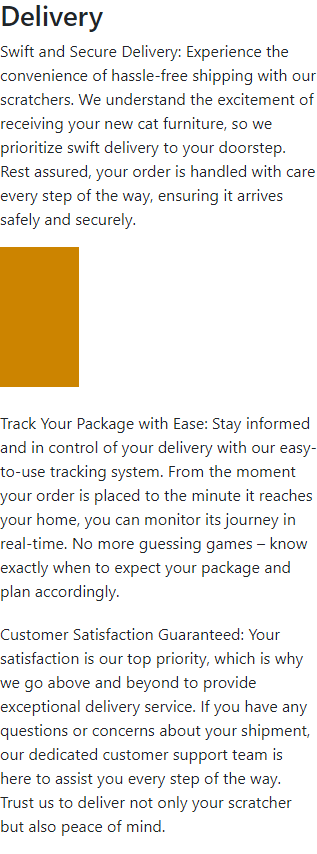 Delivery
Swift and Secure Delivery: Experience the
convenience of hassle-free shipping with our
scratchers. We understand the excitement of
receiving your new cat furniture, so we
prioritize swift delivery to your doorstep.
Rest assured, your order is handled with care
every step of the way, ensuring it arrives
safely and securely.
Track Your Package with Ease: Stay informed
and in control of your delivery with our easy-
to-use tracking system. From the moment
your order is placed to the minute it reaches
your home, you can monitor its journey in
real-time. No more guessing games – know
exactly when to expect your package and
plan accordingly.
Customer Satisfaction Guaranteed: Your
satisfaction is our top priority, which is why
we go above and beyond to provide
exceptional delivery service. If you have any
questions or concerns about your shipment,
our dedicated customer support team is
here to assist you every step of the way.
Trust us to deliver not only your scratcher
but also peace of mind.